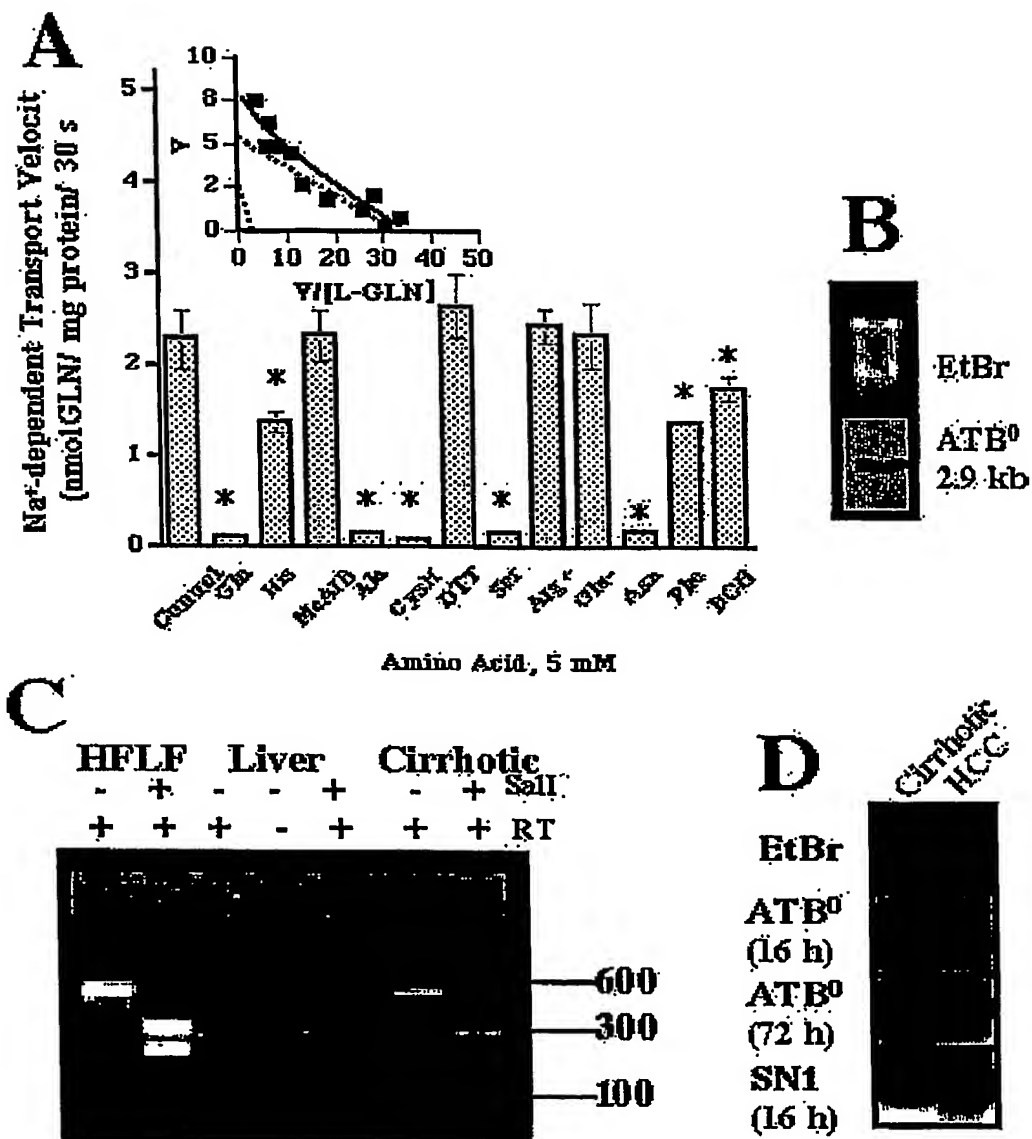 A
Na+-dependent Transport Velocit
(nmolGLN/ mg protein/ 30 s
5
4
3
2
1
0
10
8
5
2
0
V
0 10 20 30 40 50
V/[L-GLN]
* * * * * * * *
Control Gln His MeAIB Ala CYSH DTT Ser Arg+ Glu- Asn Phe BCH
Amino Acid, 5 mM
B
EtBr
ATB⁰
2.9 kb
C
HFLF Liver Cirrhotic
- + - - + - + SalI
+ + + - + + + RT
600
300
100
D
Cirrhotic
HCC
EtBr
ATB⁰
(16 h)
ATB⁰
(72 h)
SN1
(16 h)